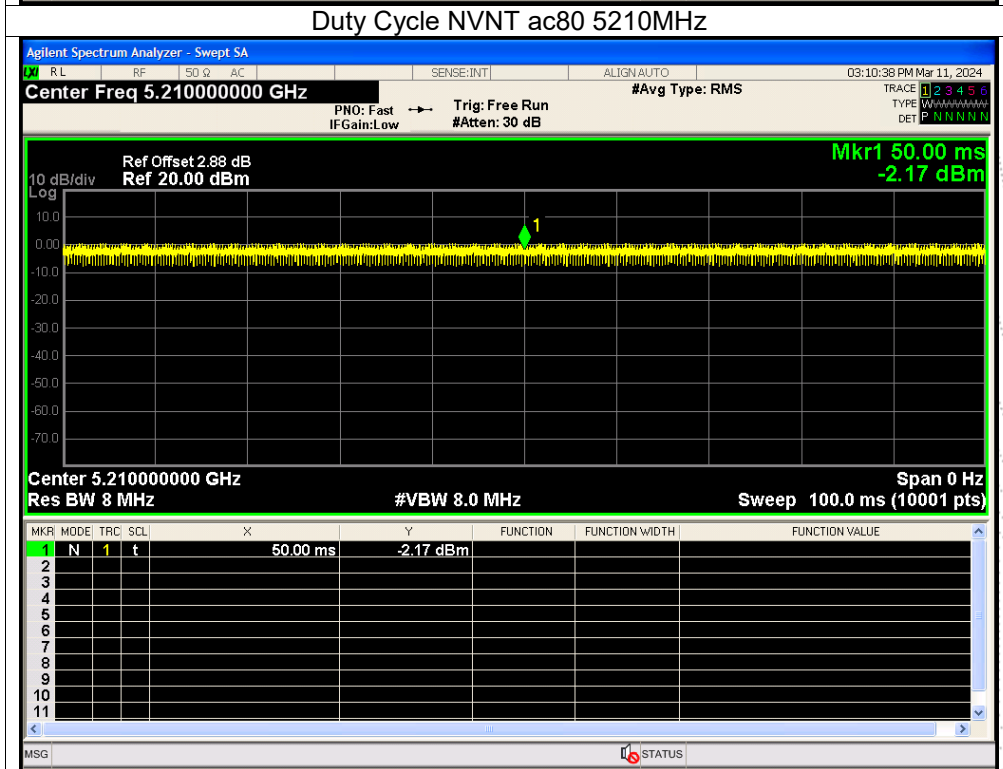 Duty Cycle NVNT ac80 5210MHz
Agilent Spectrum Analyzer - Swept SA
LXI RL RF 50 Ω AC SENSE:INT ALIGN AUTO 03:10:38 PM Mar 11, 2024
Center Freq 5.210000000 GHz #Avg Type: RMS TRACE 1 2 3 4 5 6
PNO: Fast Trig: Free Run TYPE WWWWWW
IFGain:Low #Atten: 30 dB DET P N N N N N
Mkr1 50.00 ms
Ref Offset 2.88 dB
10 dB/div Ref 20.00 dBm -2.17 dBm
Log
10.0
1
0.00
-10.0
-20.0
-30.0
-40.0
-50.0
-60.0
-70.0
Center 5.210000000 GHz Span 0 Hz
Res BW 8 MHz #VBW 8.0 MHz Sweep 100.0 ms (10001 pts)
MKR MODE TRC SCL X Y FUNCTION FUNCTION WIDTH FUNCTION VALUE
1 N 1 t 50.00 ms -2.17 dBm
2
3
4
5
6
7
8
9
10
11
MSG STATUS